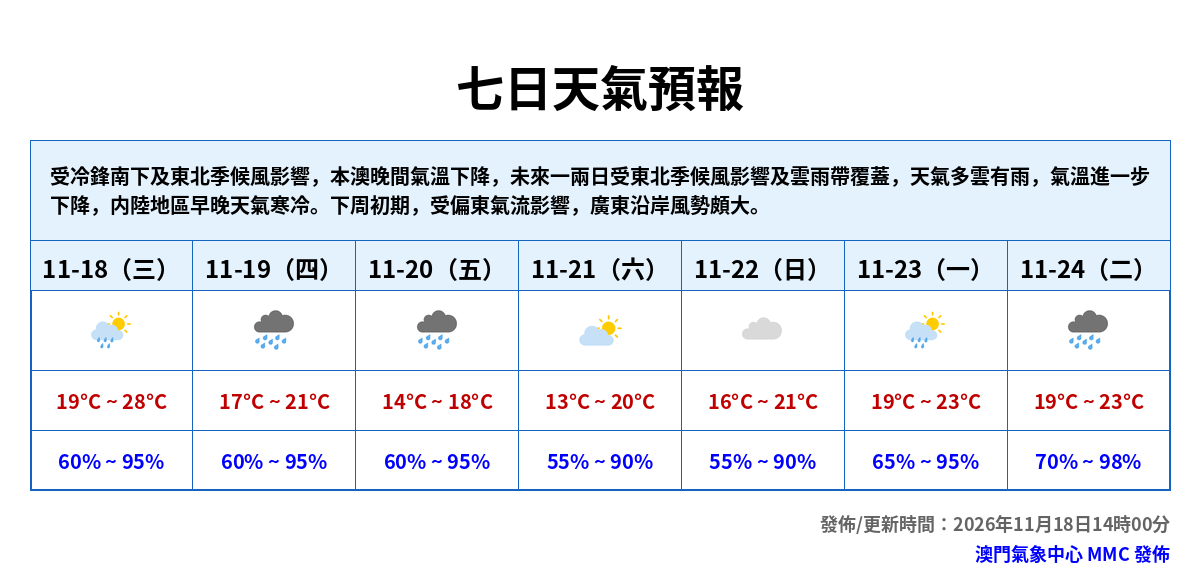 七日天氣預報
受冷鋒南下及東北季候風影響，本澳晚間氣溫下降，未來一兩日受東北季候風影響及雲雨帶覆蓋，天氣多雲有雨，氣溫進一步
下降，内陸地區早晚天氣寒冷。下周初期，受偏東氣流影響，廣東沿岸風勢頗大。
11-18（三） 11-19（四） 11-20（五） 11-21（六） 11-22（日） 11-23（一） 11-24（二）
19°C ~ 28°C 17°C ~ 21°C 14°C ~ 18°C 13°C ~ 20°C 16°C ~ 21°C 19°C ~ 23°C 19°C ~ 23°C
60% ~ 95% 60% ~ 95% 60% ~ 95% 55% ~ 90% 55% ~ 90% 65% ~ 95% 70% ~ 98%
發佈/更新時間：2026年11月18日14時00分
澳門氣象中心 MMC 發佈